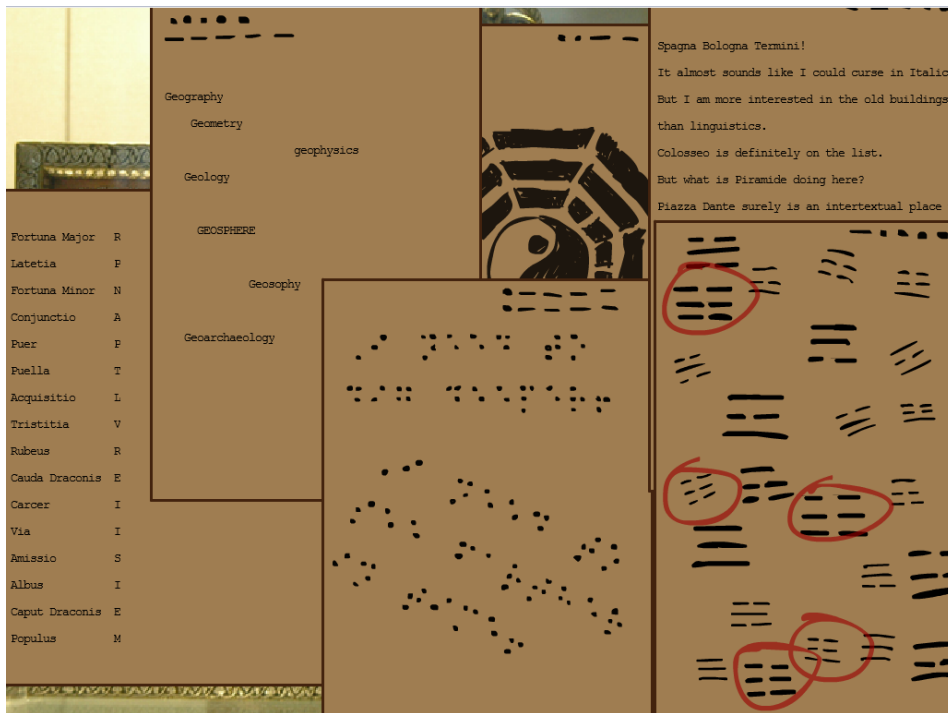 Geography
Geometry
geophysics
Geology
GEOSPHERE
Geosophy
Geoarchaeology
Spagna Bologna Termini!
It almost sounds like I could curse in Italic
But I am more interested in the old buildings
than linguistics.
Colosseo is definitely on the list.
But what is Piramide doing here?
Piazza Dante surely is an intertextual place
Fortuna Major R
Latetia P
Fortuna Minor N
Conjunctio A
Puer P
Puella T
Acquisitio L
Tristitia V
Rubeus R
Cauda Draconis E
Carcer I
Via I
Amissio S
Albus I
Caput Draconis E
Populus M